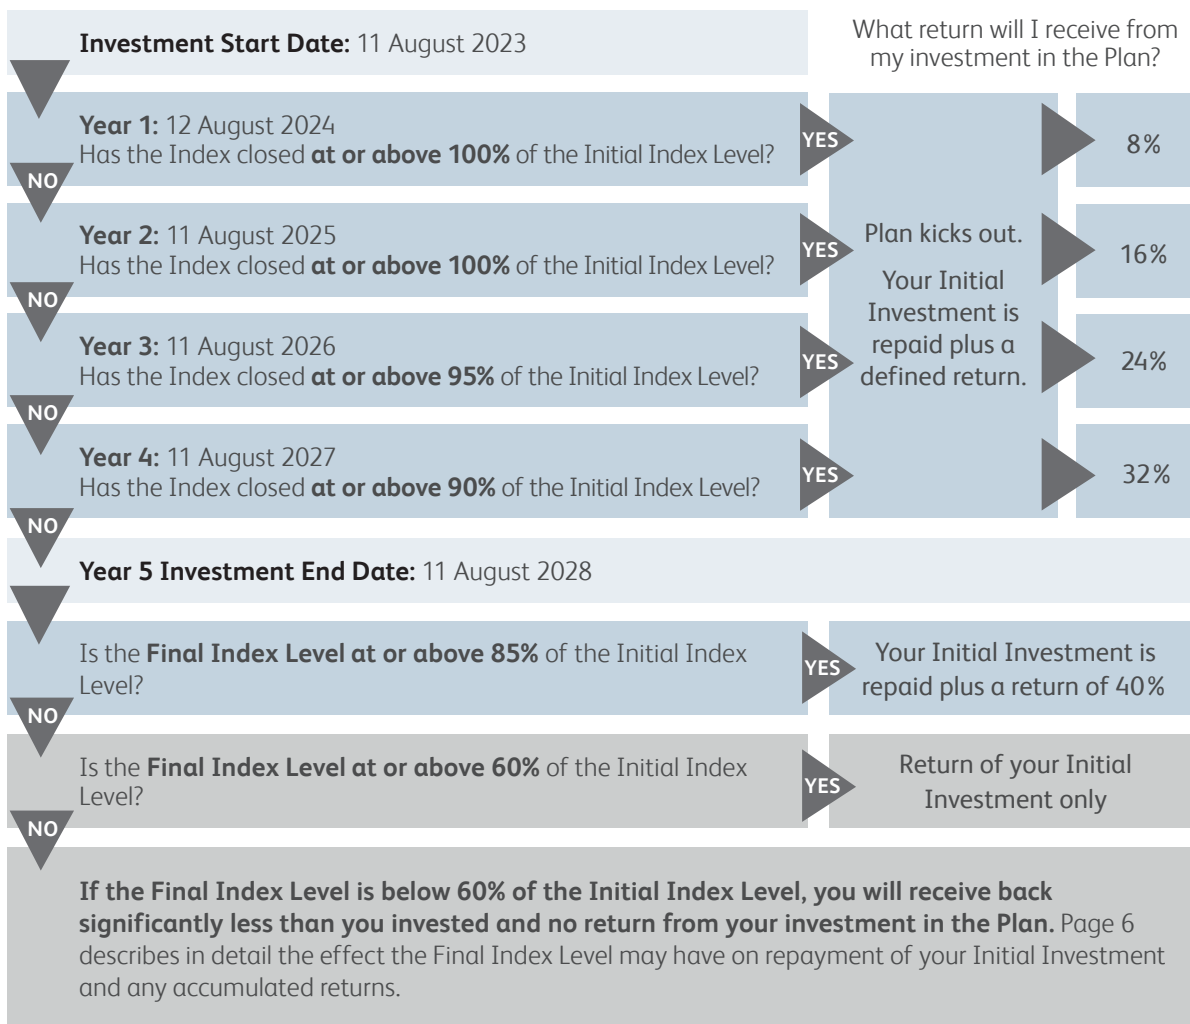 Investment Start Date: 11 August 2023
What return will I receive from
my investment in the Plan?
Year 1: 12 August 2024
Has the Index closed at or above 100% of the Initial Index Level?
YES
8%
NO
Year 2: 11 August 2025
Has the Index closed at or above 100% of the Initial Index Level?
YES
16%
NO
Year 3: 11 August 2026
Has the Index closed at or above 95% of the Initial Index Level?
YES
24%
NO
Year 4: 11 August 2027
Has the Index closed at or above 90% of the Initial Index Level?
YES
32%
NO
Plan kicks out.
Your Initial
Investment is
repaid plus a
defined return.
Year 5 Investment End Date: 11 August 2028
Is the Final Index Level at or above 85% of the Initial Index
Level?
YES
Your Initial Investment is
repaid plus a return of 40%
NO
Is the Final Index Level at or above 60% of the Initial Index
Level?
YES
Return of your Initial
Investment only
NO
If the Final Index Level is below 60% of the Initial Index Level, you will receive back
significantly less than you invested and no return from your investment in the Plan. Page 6
describes in detail the effect the Final Index Level may have on repayment of your Initial Investment
and any accumulated returns.